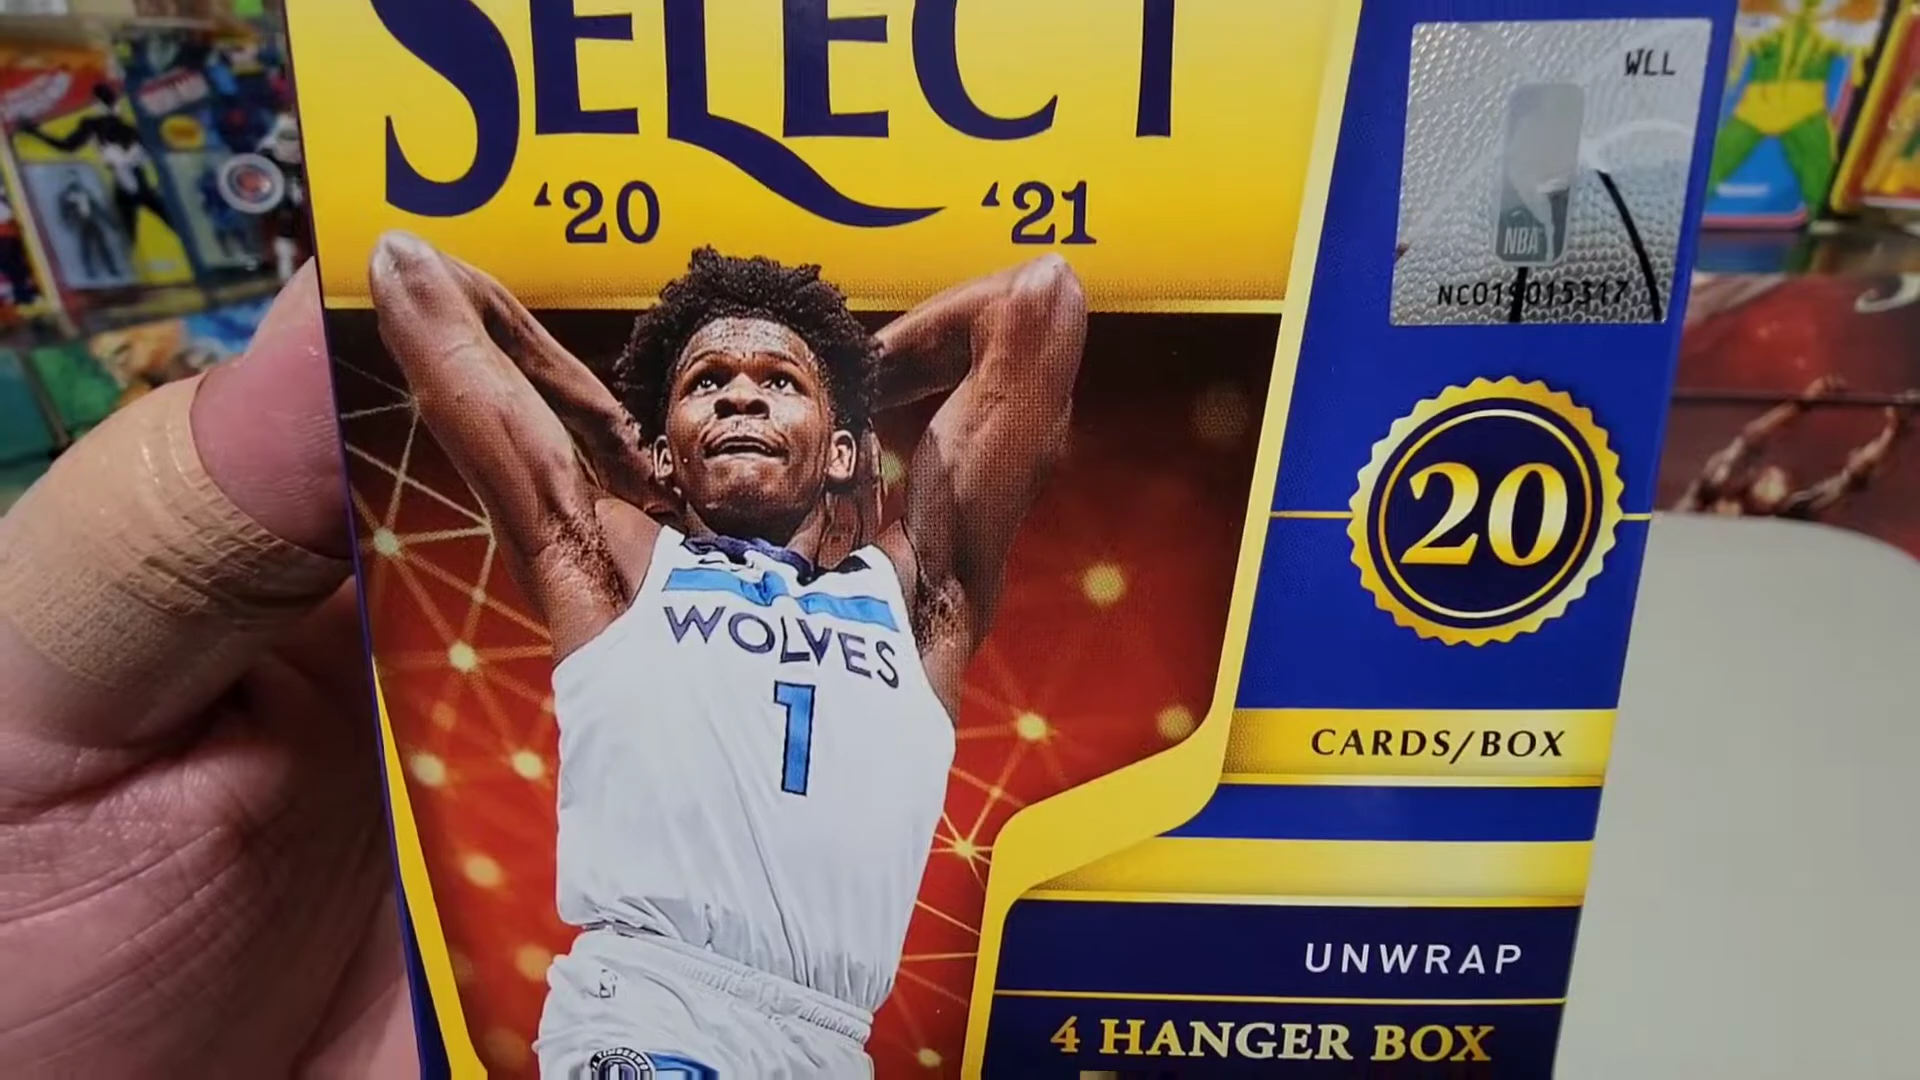 SELECT
'20 '21
WLL
NBA
NC019015317
20
CARDS/BOX
WOLVES
1
UNWRAP
4 HANGER BOX